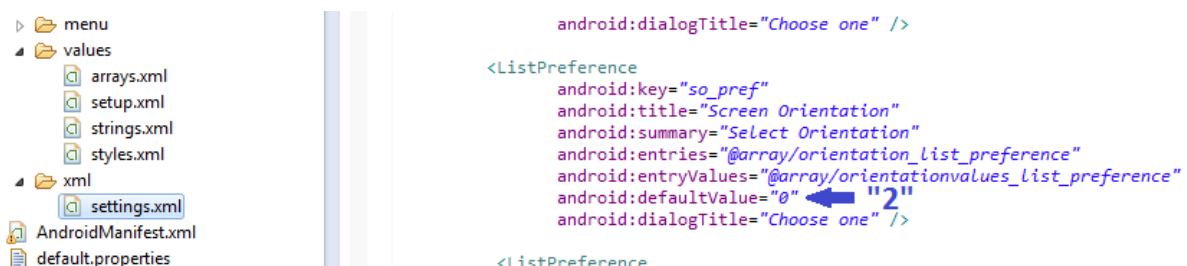 menu
values
arrays.xml
setup.xml
strings.xml
styles.xml
xml
settings.xml
AndroidManifest.xml
default.properties
android:dialogTitle="Choose one" />
<ListPreference
android:key="so_pref"
android:title="Screen Orientation"
android:summary="Select Orientation"
android:entries="@array/orientation_list_preference"
android:entryValues="@array/orientationvalues_list_preference"
android:defaultValue="0" "2"
android:dialogTitle="Choose one" />
<ListPreference